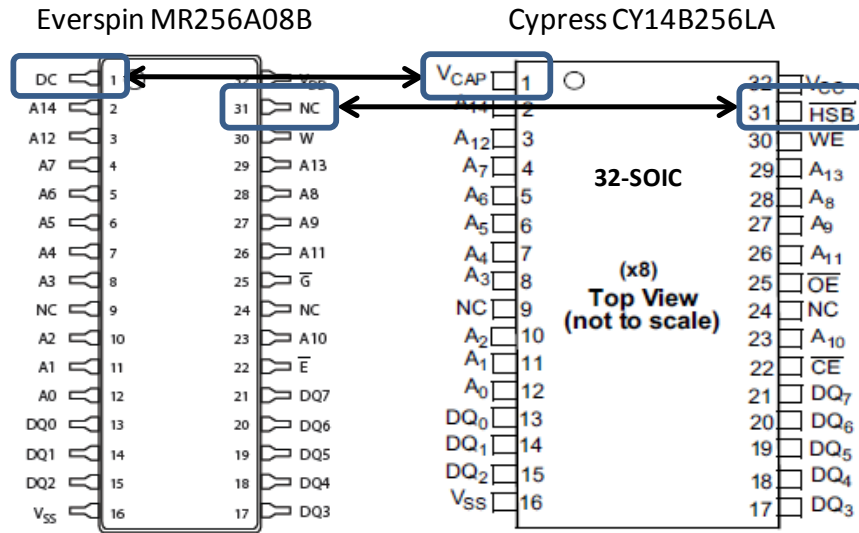 Everspin MR256A08B Cypress CY14B256LA
DC 1 32 VDD
A14 2 31 NC
A12 3 30 W
A7 4 29 A13
A6 5 28 A8
A5 6 27 A9
A4 7 26 A11
A3 8 25 G̅
NC 9 24 NC
A2 10 23 A10
A1 11 22 E̅
A0 12 21 DQ7
DQ0 13 20 DQ6
DQ1 14 19 DQ5
DQ2 15 18 DQ4
VSS 16 17 DQ3
VCAP 1 32 VCC
A14 2 31 H̅S̅B̅
A12 3 30 W̅E̅
A7 4 29 A13
A6 5 28 A8
A5 6 27 A9
A4 7 26 A11
A3 8 25 O̅E̅
NC 9 24 NC
A2 10 23 A10
A1 11 22 C̅E̅
A0 12 21 DQ7
DQ0 13 20 DQ6
DQ1 14 19 DQ5
DQ2 15 18 DQ4
VSS 16 17 DQ3
32-SOIC
(x8)
Top View
(not to scale)